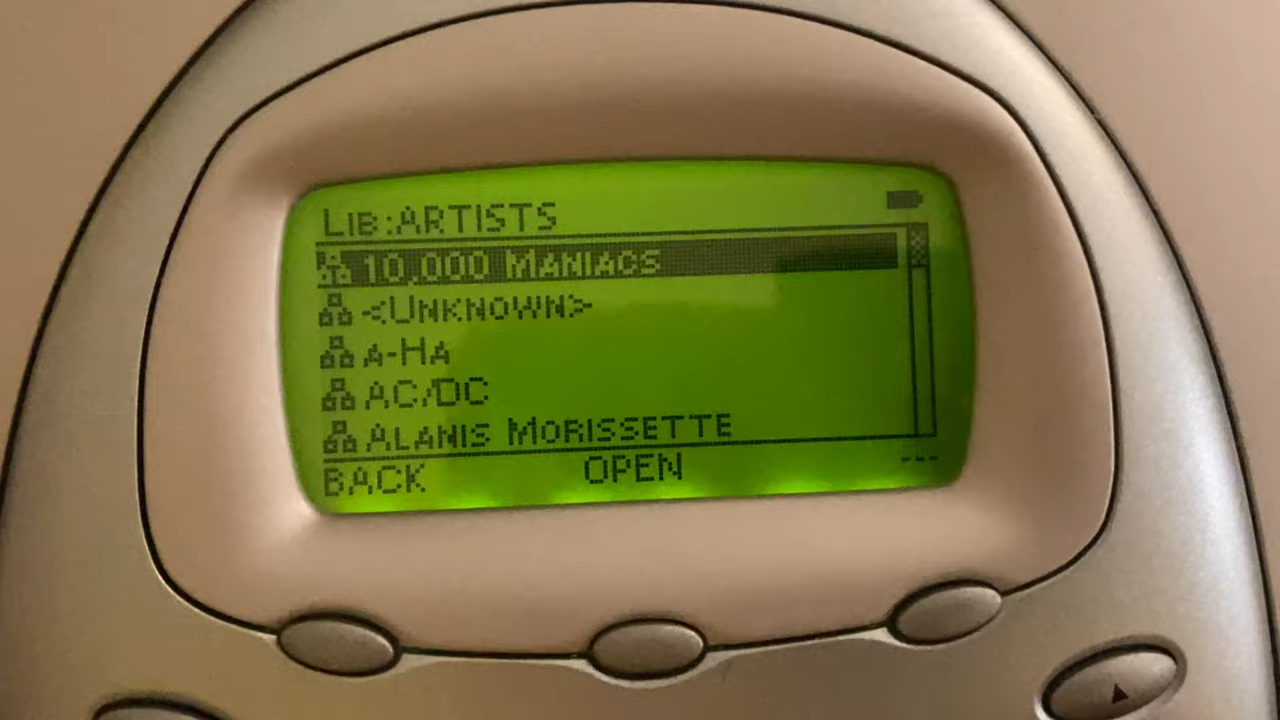 Lib:ARTISTS
10,000 Maniacs
<Unknown>
a-Ha
AC/DC
Alanis Morissette
BACK OPEN ---